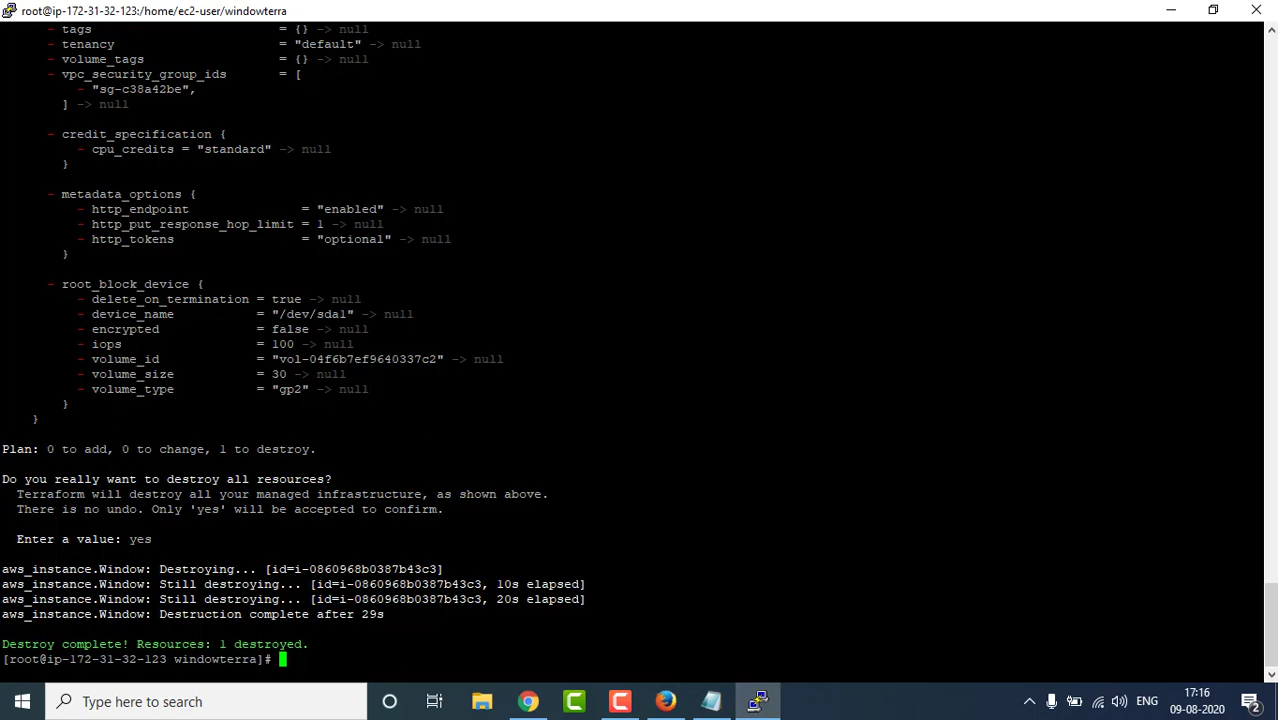 root@ip-172-31-32-123:/home/ec2-user/windowterra
- tags = {} -> null
- tenancy = "default" -> null
- volume_tags = {} -> null
- vpc_security_group_ids = [
- "sg-c38a42be",
] -> null
- credit_specification {
- cpu_credits = "standard" -> null
}
- metadata_options {
- http_endpoint = "enabled" -> null
- http_put_response_hop_limit = 1 -> null
- http_tokens = "optional" -> null
}
- root_block_device {
- delete_on_termination = true -> null
- device_name = "/dev/sda1" -> null
- encrypted = false -> null
- iops = 100 -> null
- volume_id = "vol-04f6b7ef9640337c2" -> null
- volume_size = 30 -> null
- volume_type = "gp2" -> null
}
}
Plan: 0 to add, 0 to change, 1 to destroy.
Do you really want to destroy all resources?
Terraform will destroy all your managed infrastructure, as shown above.
There is no undo. Only 'yes' will be accepted to confirm.
Enter a value: yes
aws_instance.Window: Destroying... [id=i-0860968b0387b43c3]
aws_instance.Window: Still destroying... [id=i-0860968b0387b43c3, 10s elapsed]
aws_instance.Window: Still destroying... [id=i-0860968b0387b43c3, 20s elapsed]
aws_instance.Window: Destruction complete after 29s
Destroy complete! Resources: 1 destroyed.
[root@ip-172-31-32-123 windowterra]#
Type here to search
ENG
17:16
09-08-2020
2